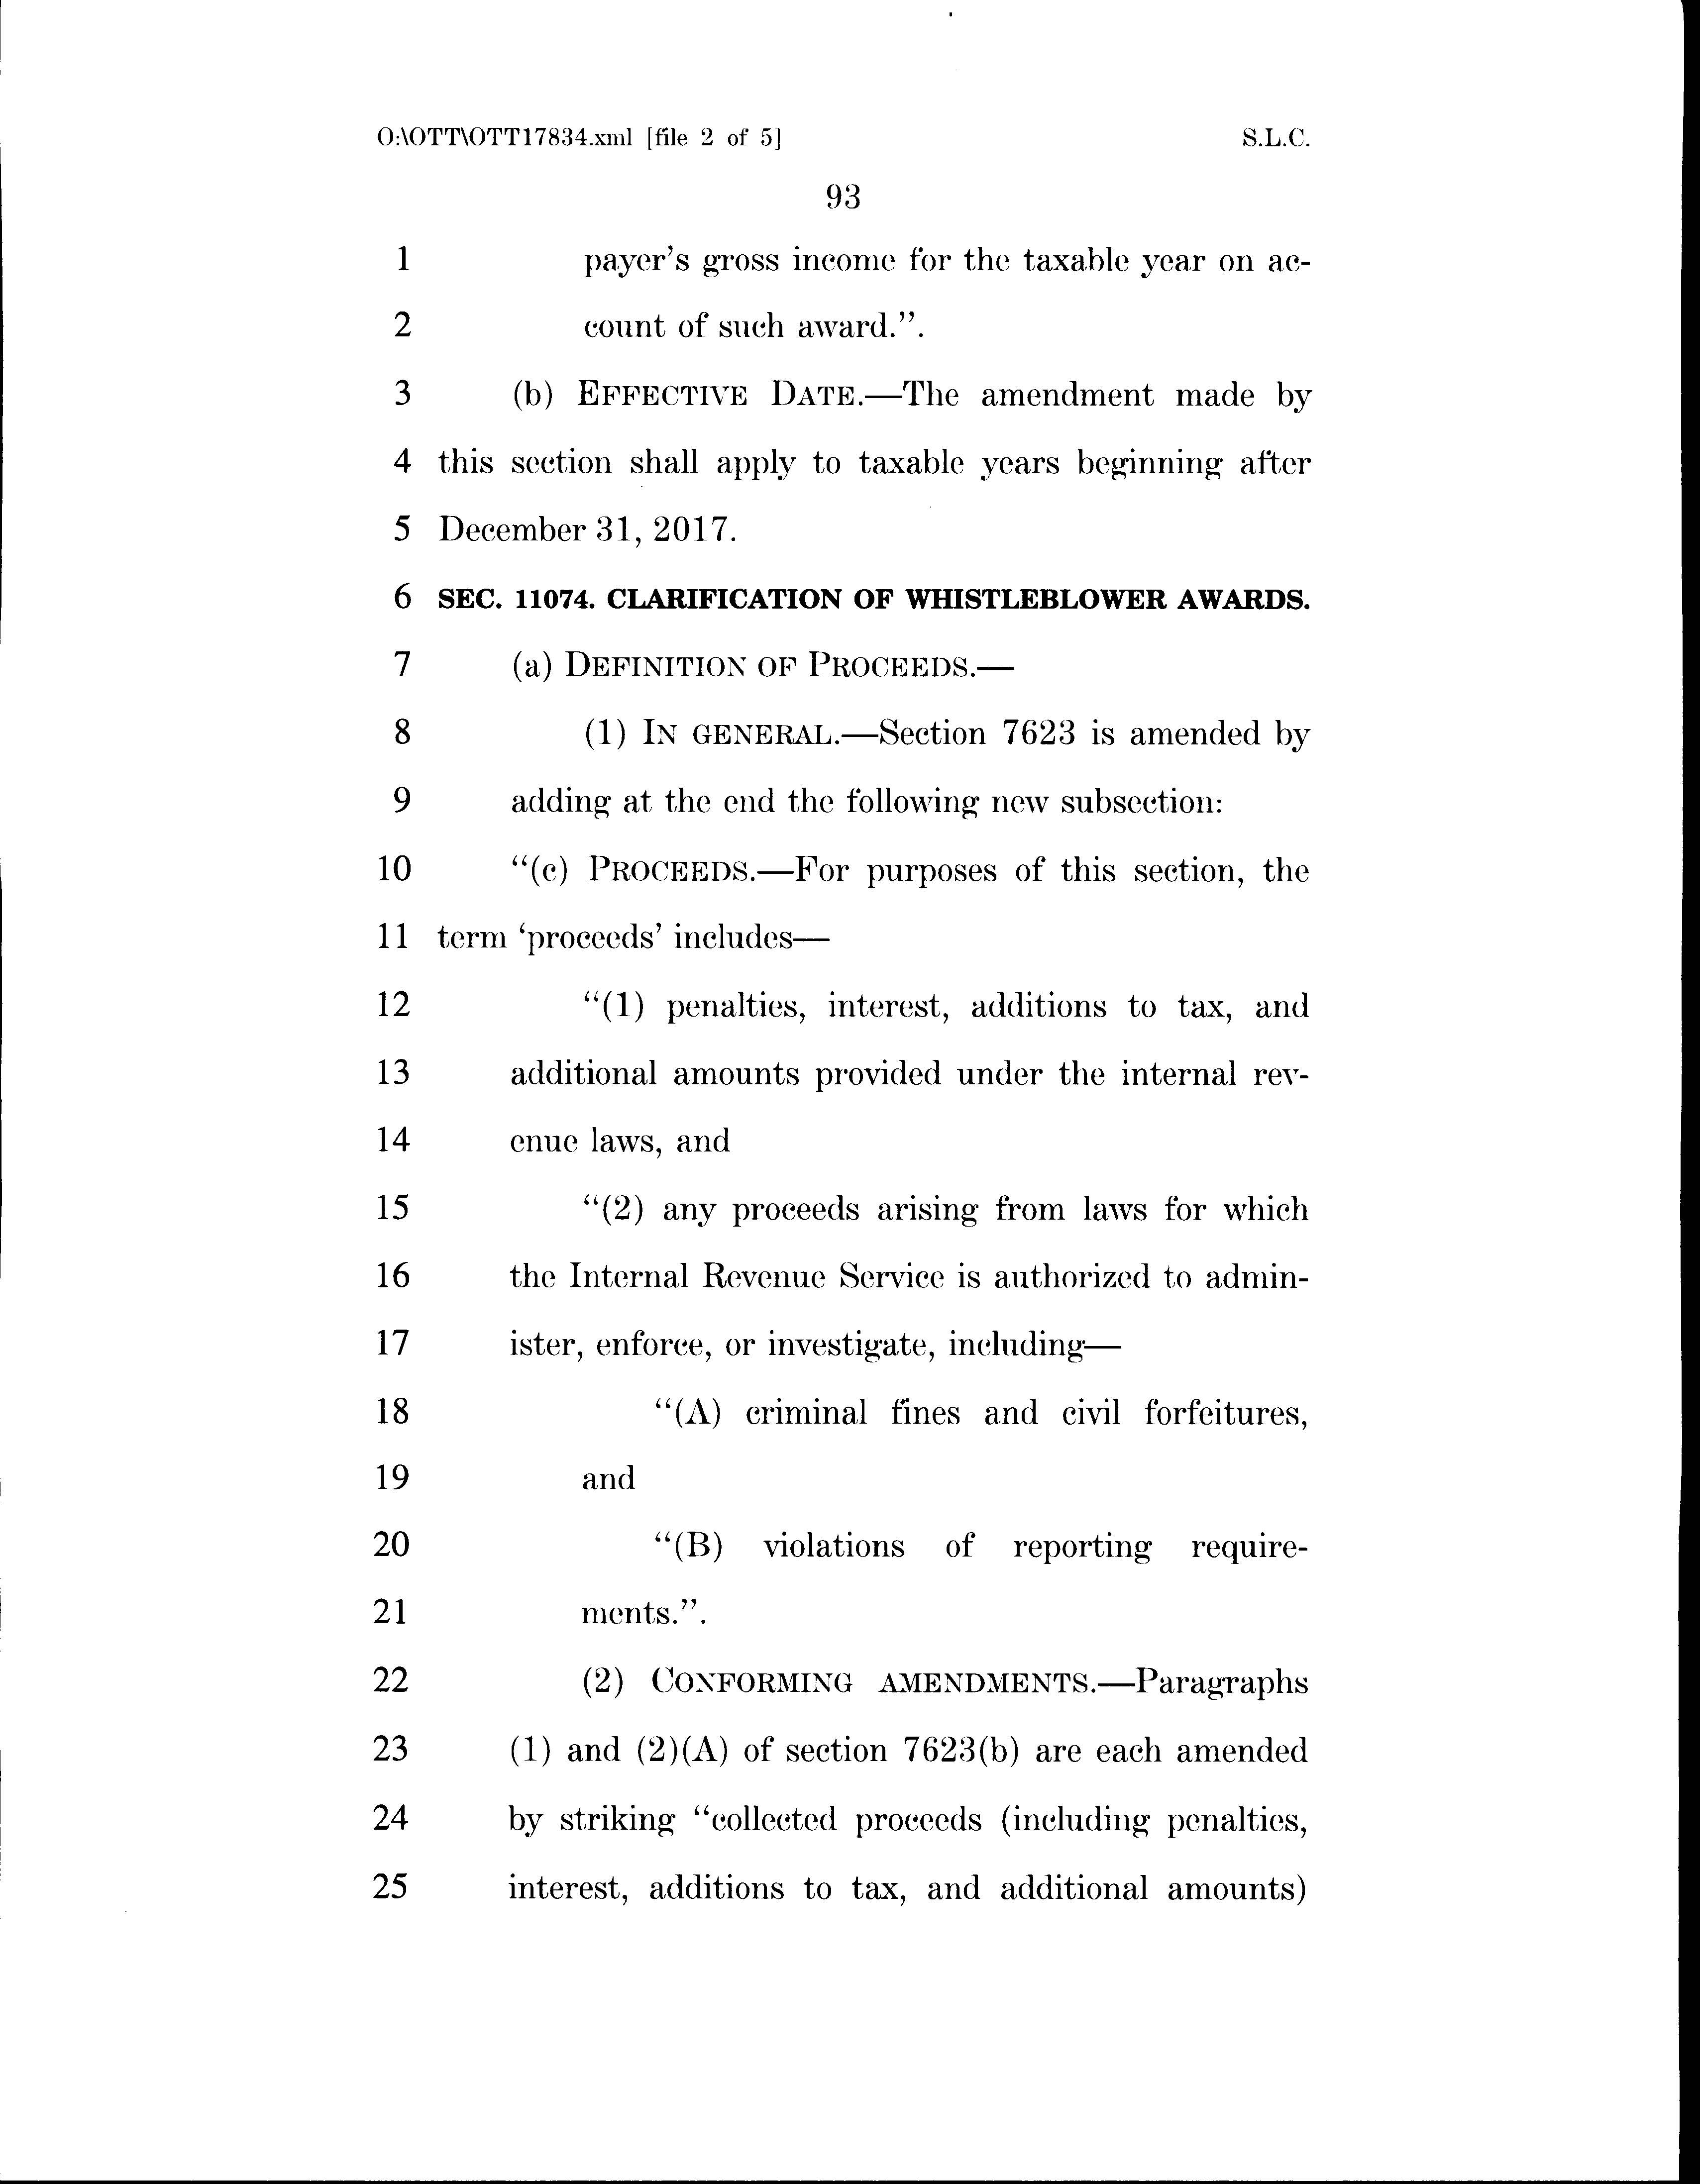 O:\OTT\OTT17834.xml [file 2 of 5] S.L.C.
93
1 payer's gross income for the taxable year on ac-
2 count of such award.”.
3 (b) EFFECTIVE DATE.—The amendment made by
4 this section shall apply to taxable years beginning after
5 December 31, 2017.
6 SEC. 11074. CLARIFICATION OF WHISTLEBLOWER AWARDS.
7 (a) DEFINITION OF PROCEEDS.—
8 (1) IN GENERAL.—Section 7623 is amended by
9 adding at the end the following new subsection:
10 “(c) PROCEEDS.—For purposes of this section, the
11 term ‘proceeds’ includes—
12 “(1) penalties, interest, additions to tax, and
13 additional amounts provided under the internal rev-
14 enue laws, and
15 “(2) any proceeds arising from laws for which
16 the Internal Revenue Service is authorized to admin-
17 ister, enforce, or investigate, including—
18 “(A) criminal fines and civil forfeitures,
19 and
20 “(B) violations of reporting require-
21 ments.”.
22 (2) CONFORMING AMENDMENTS.—Paragraphs
23 (1) and (2)(A) of section 7623(b) are each amended
24 by striking “collected proceeds (including penalties,
25 interest, additions to tax, and additional amounts)